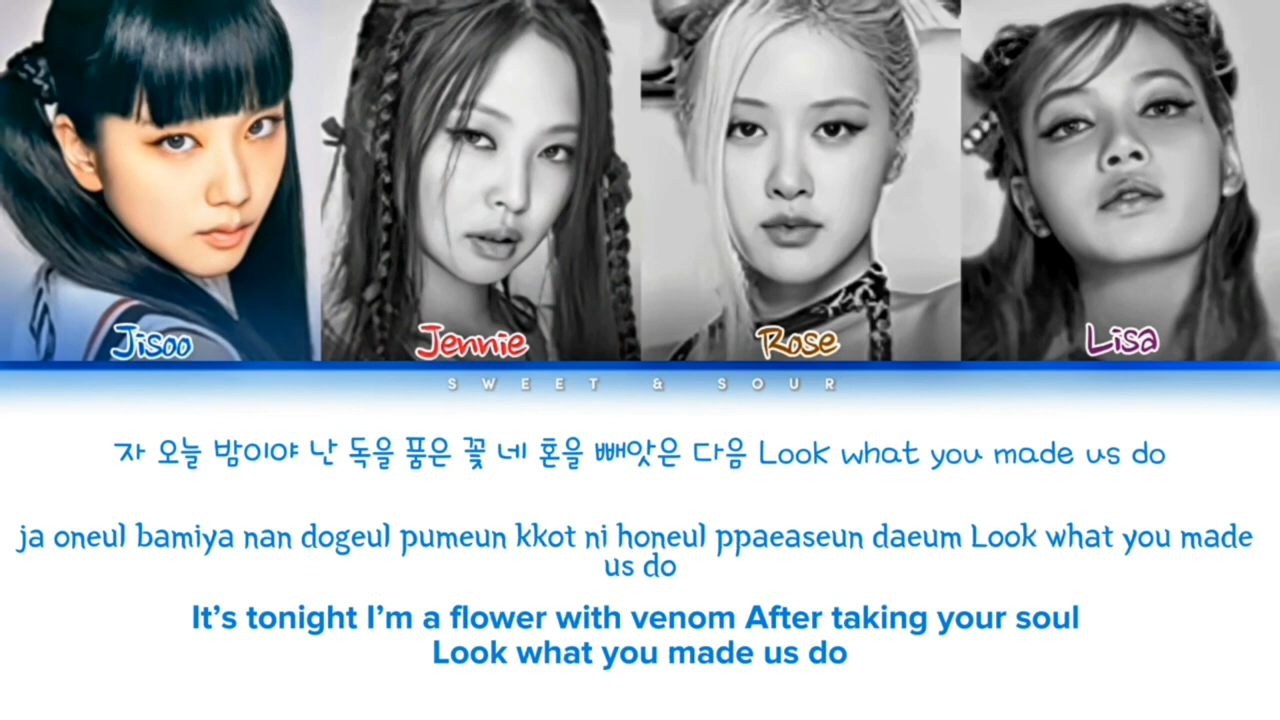 Jisoo
Jennie
Rose
Lisa
SWEET & SOUR
자 오늘 밤이야 난 독을 품은 꽃 네 혼을 빼앗은 다음 Look what you made us do
ja oneul bamiya nan dogeul pumeun kkot ni honeul ppaeaseun daeum Look what you made
us do
It's tonight I'm a flower with venom After taking your soul
Look what you made us do